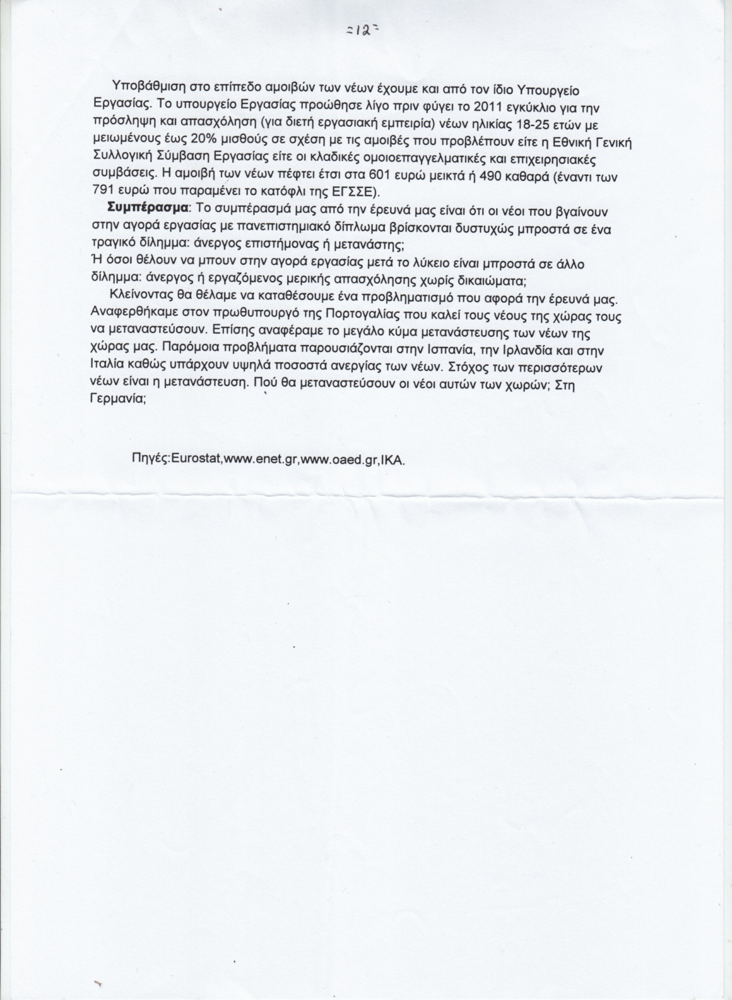 =12=
Υποβάθμιση στο επίπεδο αμοιβών των νέων έχουμε και από τον ίδιο Υπουργείο
Εργασίας. Το υπουργείο Εργασίας προώθησε λίγο πριν φύγει το 2011 εγκύκλιο για την
πρόσληψη και απασχόληση (για διετή εργασιακή εμπειρία) νέων ηλικίας 18-25 ετών με
μειωμένους έως 20% μισθούς σε σχέση με τις αμοιβές που προβλέπουν είτε η Εθνική Γενική
Συλλογική Σύμβαση Εργασίας είτε οι κλαδικές ομοιοεπαγγελματικές και επιχειρησιακές
συμβάσεις. Η αμοιβή των νέων πέφτει έτσι στα 601 ευρώ μεικτά ή 490 καθαρά (έναντι των
791 ευρώ που παραμένει το κατόφλι της ΕΓΣΣΕ).
Συμπέρασμα: Το συμπέρασμά μας από την έρευνά μας είναι ότι οι νέοι που βγαίνουν
στην αγορά εργασίας με πανεπιστημιακό δίπλωμα βρίσκονται δυστυχώς μπροστά σε ένα
τραγικό δίλημμα: άνεργος επιστήμονας ή μετανάστης;
Ή όσοι θέλουν να μπουν στην αγορά εργασίας μετά το λύκειο είναι μπροστά σε άλλο
δίλημμα: άνεργος ή εργαζόμενος μερικής απασχόλησης χωρίς δικαιώματα;
Κλείνοντας θα θέλαμε να καταθέσουμε ένα προβληματισμό που αφορά την έρευνά μας.
Αναφερθήκαμε στον πρωθυπουργό της Πορτογαλίας που καλεί τους νέους της χώρας τους
να μεταναστεύσουν. Επίσης αναφέραμε το μεγάλο κύμα μετανάστευσης των νέων της
χώρας μας. Παρόμοια προβλήματα παρουσιάζονται στην Ισπανία, την Ιρλανδία και στην
Ιταλία καθώς υπάρχουν υψηλά ποσοστά ανεργίας των νέων. Στόχος των περισσότερων
νέων είναι η μετανάστευση. Πού θα μεταναστεύσουν οι νέοι αυτών των χωρών; Στη
Γερμανία;
Πηγές:Eurostat,www.enet.gr,www.oaed.gr,ΙΚΑ.